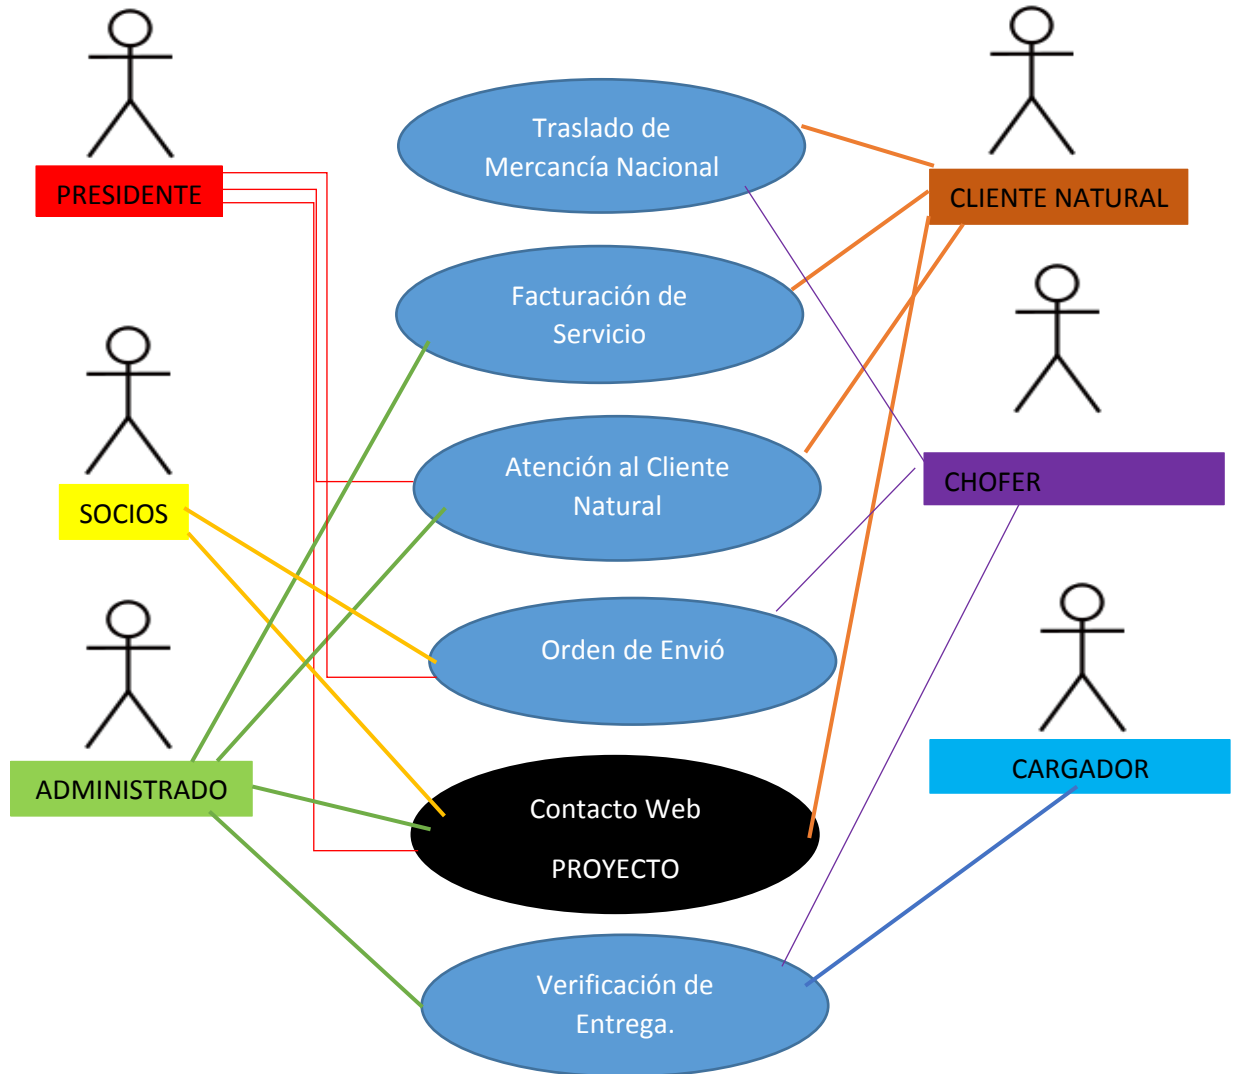 PRESIDENTE
Traslado de
Mercancía Nacional
CLIENTE NATURAL
Facturación de
Servicio
SOCIOS
Atención al Cliente
Natural
CHOFER
Orden de Envió
ADMINISTRADO
Contacto Web
PROYECTO
CARGADOR
Verificación de
Entrega.